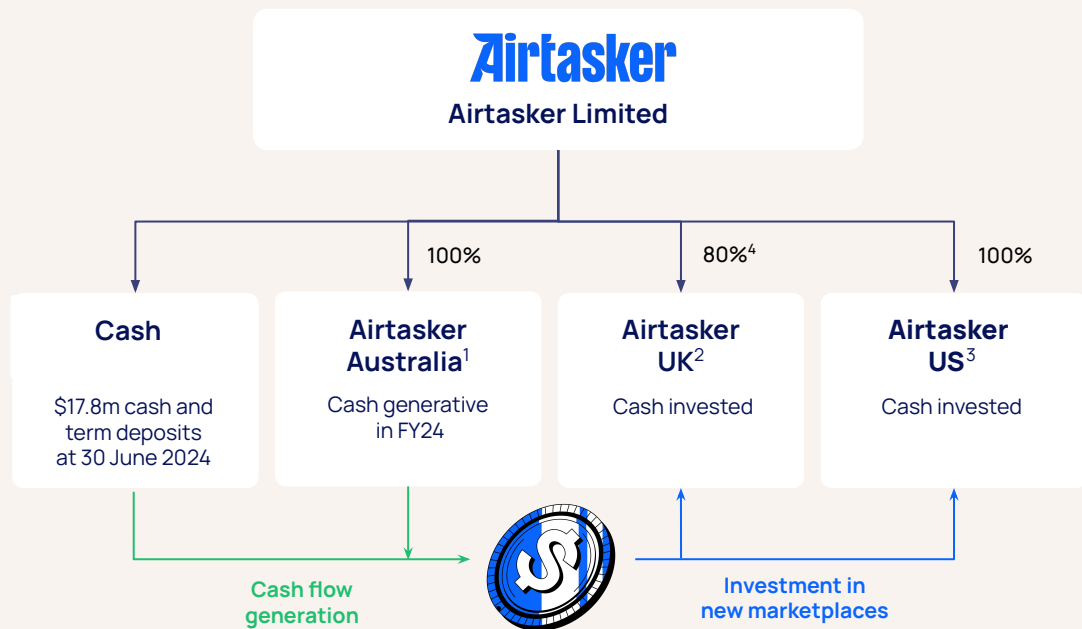 Airtasker
Airtasker Limited
100%
80%⁴
100%
Cash
$17.8m cash and
term deposits
at 30 June 2024
Airtasker
Australia¹
Cash generative
in FY24
Airtasker
UK²
Cash invested
Airtasker
US³
Cash invested
$
Cash flow
generation
Investment in
new marketplaces